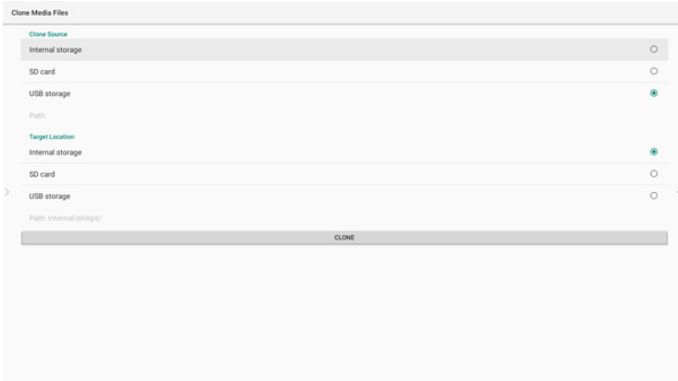 Clone Media Files
Clone Source
Internal storage
SD card
USB storage
Path:
Target Location
Internal storage
SD card
USB storage
Path: Internal/philips/
CLONE